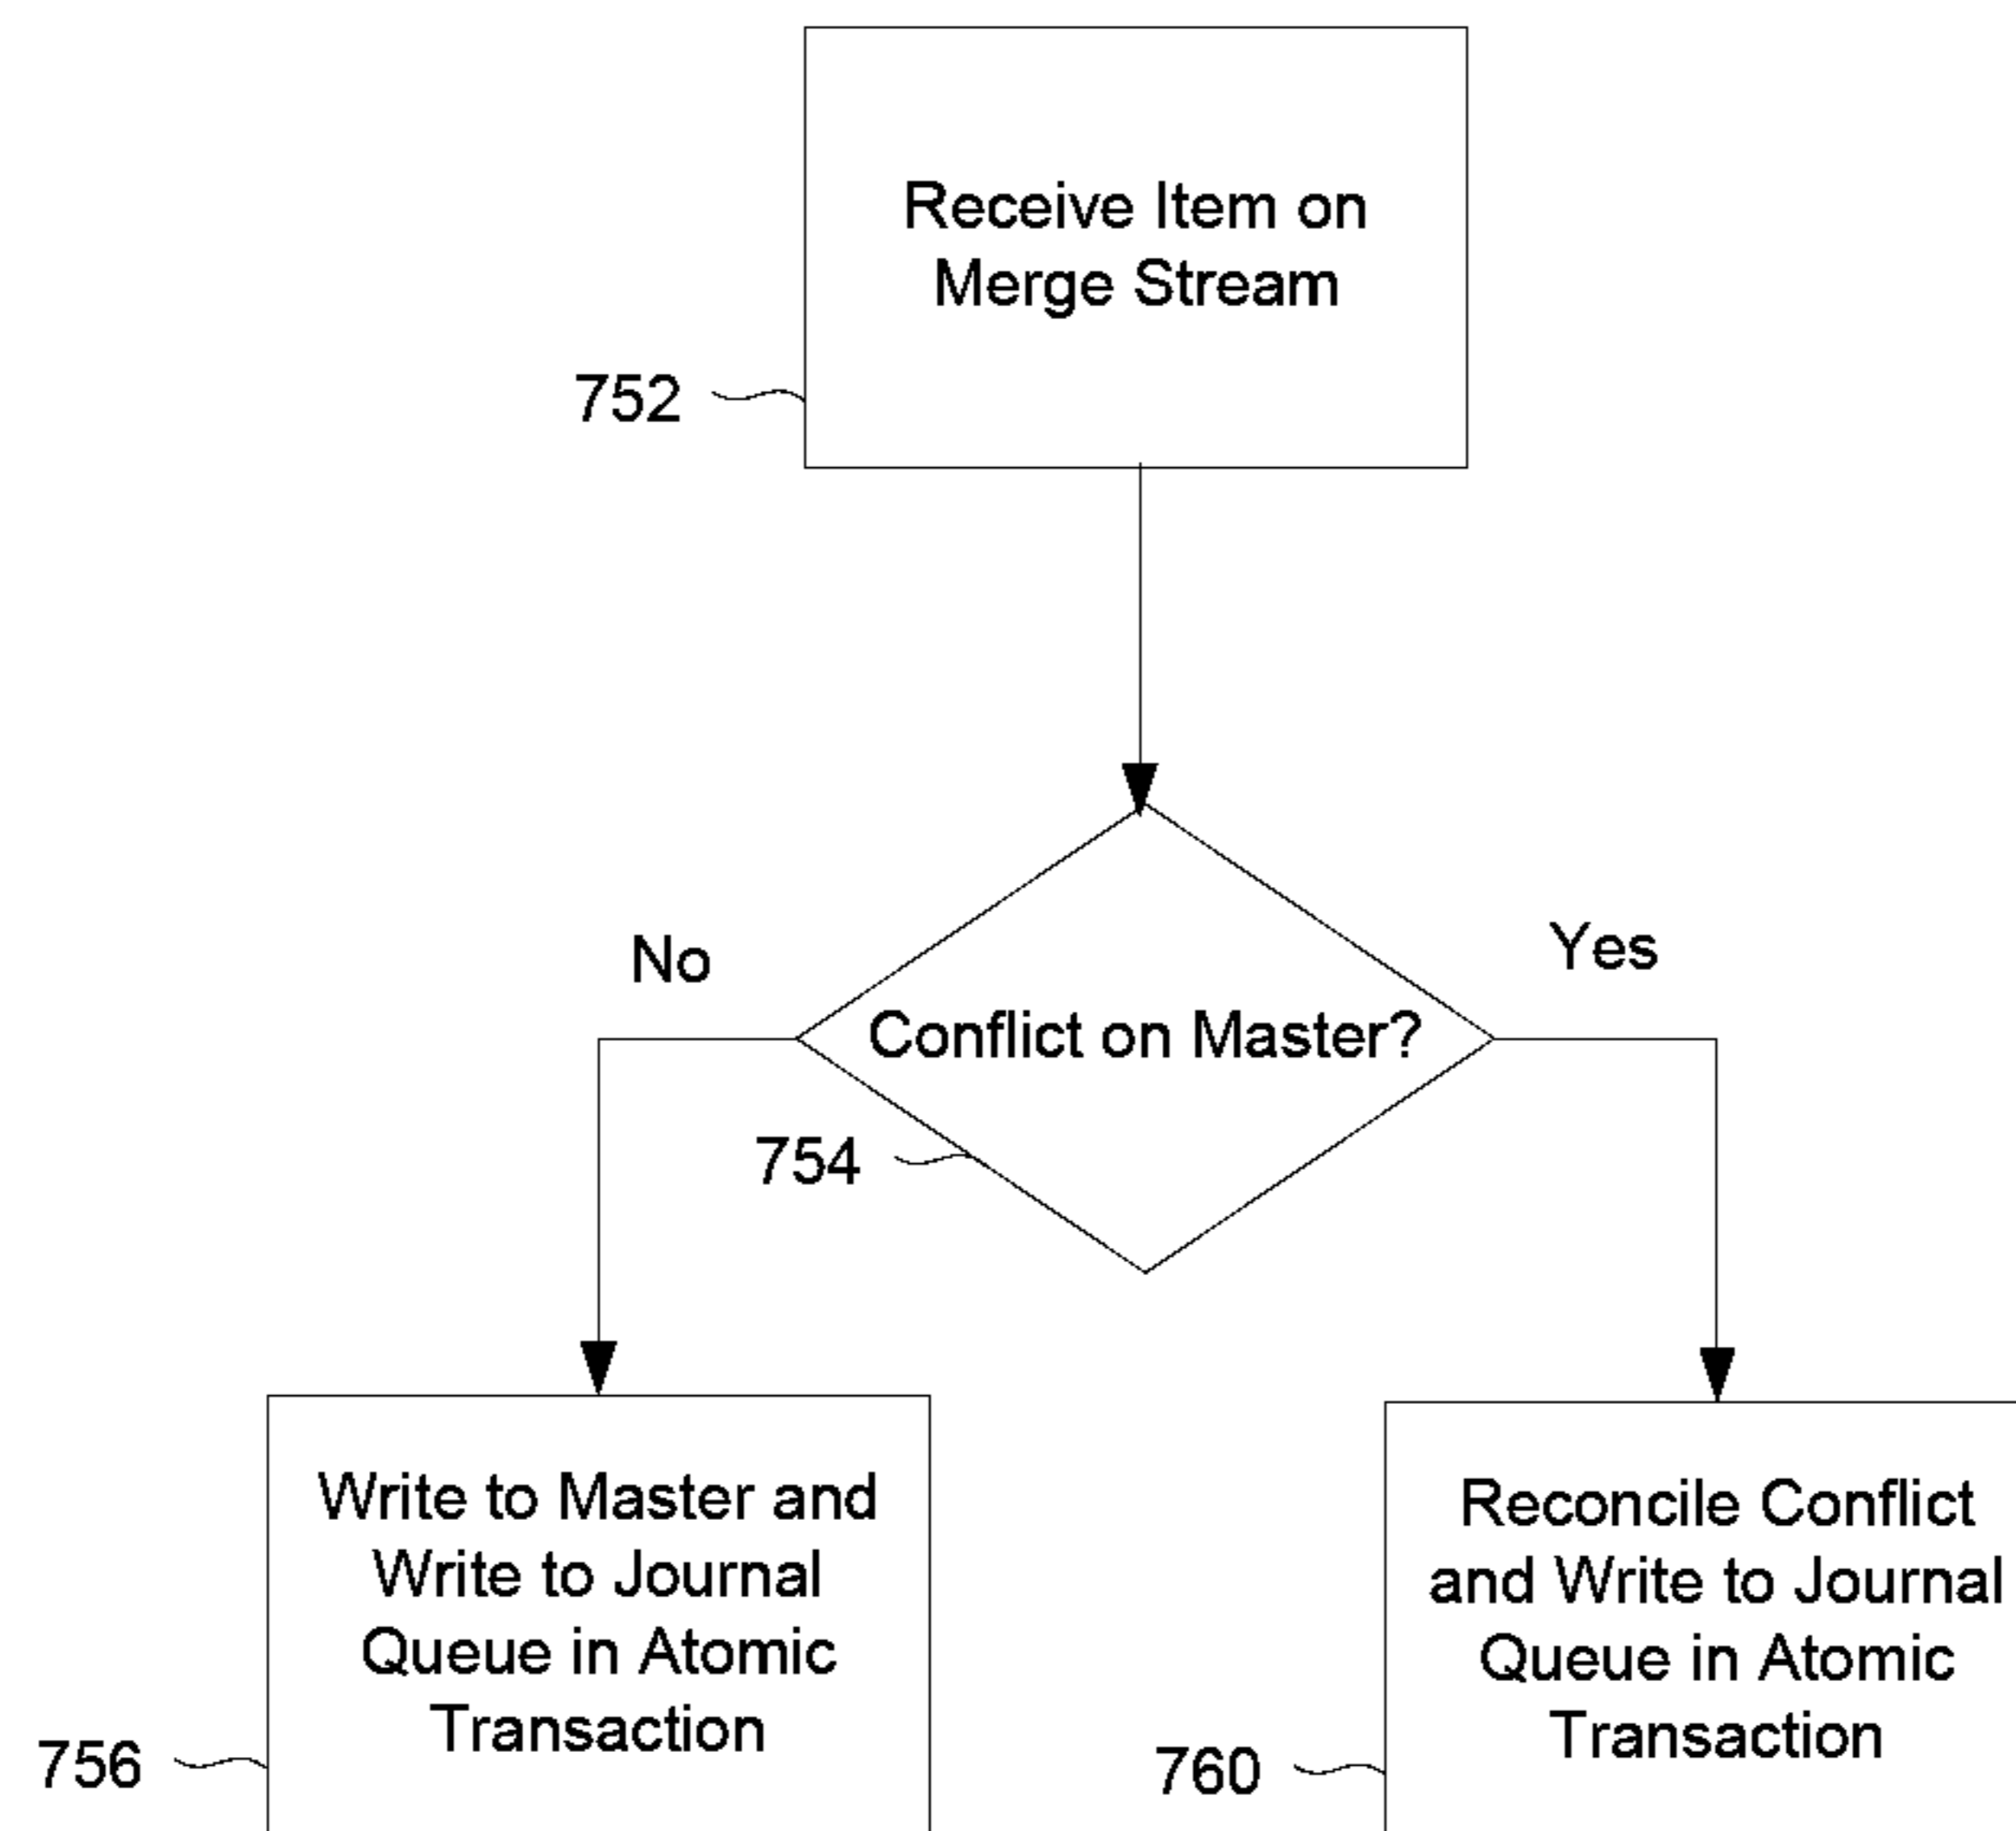 Receive Item on
Merge Stream
752
No
Yes
Conflict on Master?
754
Write to Master and
Write to Journal
Queue in Atomic
Transaction
756
Reconcile Conflict
and Write to Journal
Queue in Atomic
Transaction
760